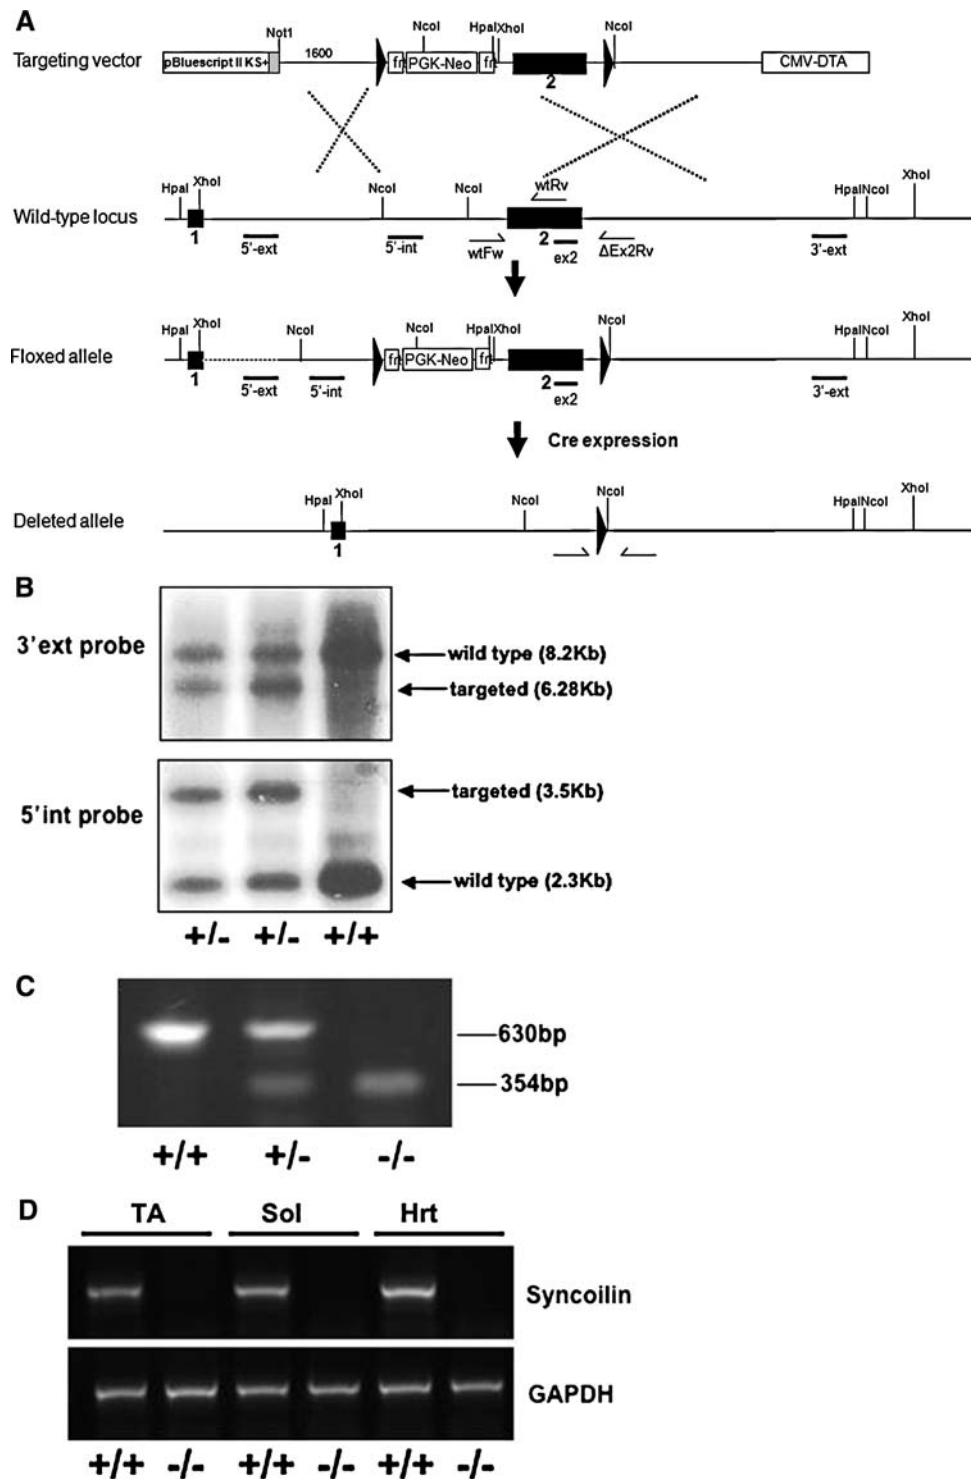 A
Targeting vector
pBluescript II KS+
Not1
1600
NcoI
HpaI XhoI
NcoI
frt PGK-Neo frt
2
CMV-DTA
HpaI XhoI
NcoI
NcoI
wtRv
HpaI NcoI
XhoI
Wild-type locus
1
5'-ext
5'-int
wtFw
2
ex2
ΔEx2Rv
3'-ext
HpaI XhoI
NcoI
NcoI
HpaI XhoI
NcoI
HpaI NcoI
XhoI
Floxed allele
frt PGK-Neo frt
1
5'-ext
5'-int
2
ex2
3'-ext
Cre expression
HpaI XhoI
NcoI
NcoI
HpaI NcoI
XhoI
Deleted allele
1
B
3'ext probe
wild type (8.2Kb)
targeted (6.28Kb)
5'int probe
targeted (3.5Kb)
wild type (2.3Kb)
+/- +/- +/+
C
630bp
354bp
+/+ +/- -/-
D
TA Sol Hrt
Syncoilin
GAPDH
+/+ -/- +/+ -/- +/+ -/-